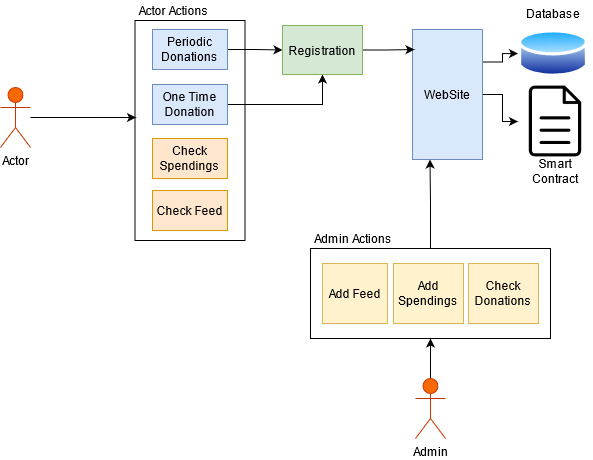 Actor Actions
Database
Periodic
Donations
Registration
WebSite
One Time
Donation
Actor
Check
Spendings
Smart
Contract
Check Feed
Admin Actions
Add Feed
Add
Spendings
Check
Donations
Admin